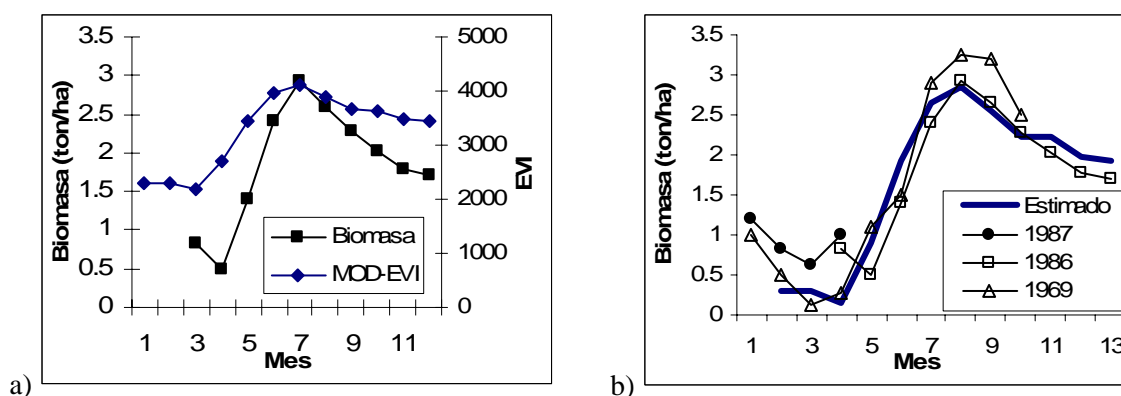 3.5
3
2.5
2
1.5
1
0.5
0
Biomasa (ton/ha)
5000
4000
3000
2000
1000
0
EVI
Biomasa
MOD-EVI
1 3 5 7 9 11
Mes
a)
3.5
3
2.5
2
1.5
1
0.5
0
Biomasa (ton/ha)
Estimado
1987
1986
1969
1 3 5 7 9 11 13
Mes
b)